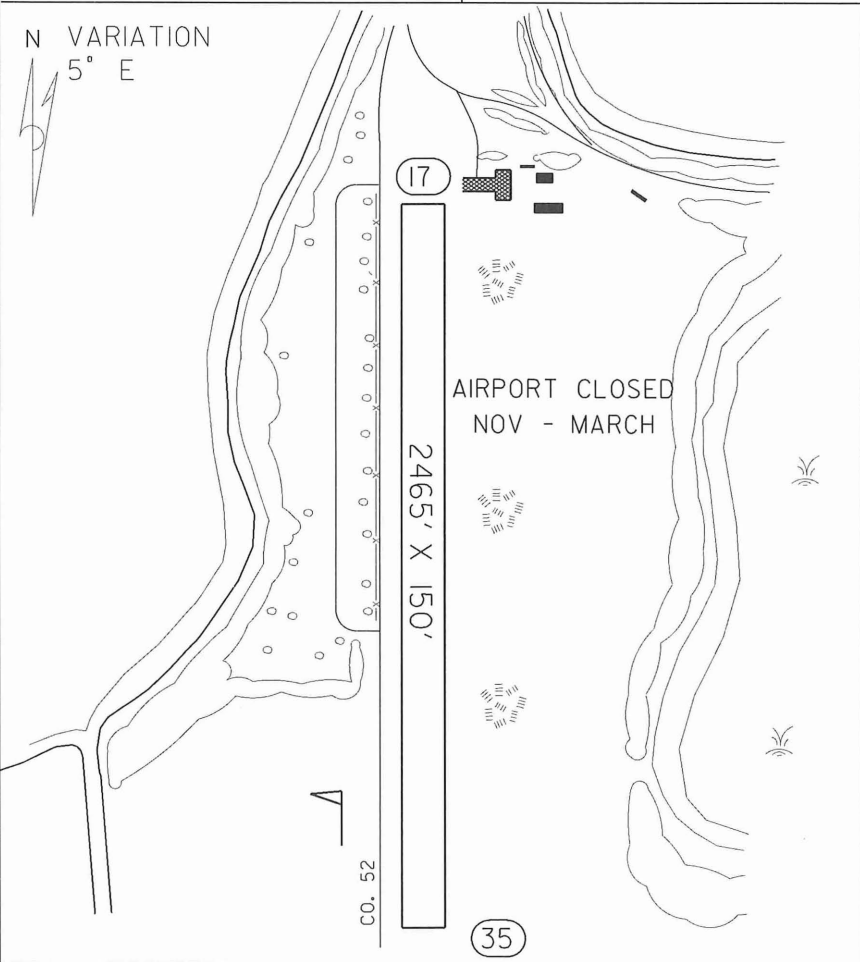 N VARIATION
5° E
17
AIRPORT CLOSED
NOV - MARCH
2465' X 150'
CO. 52
35